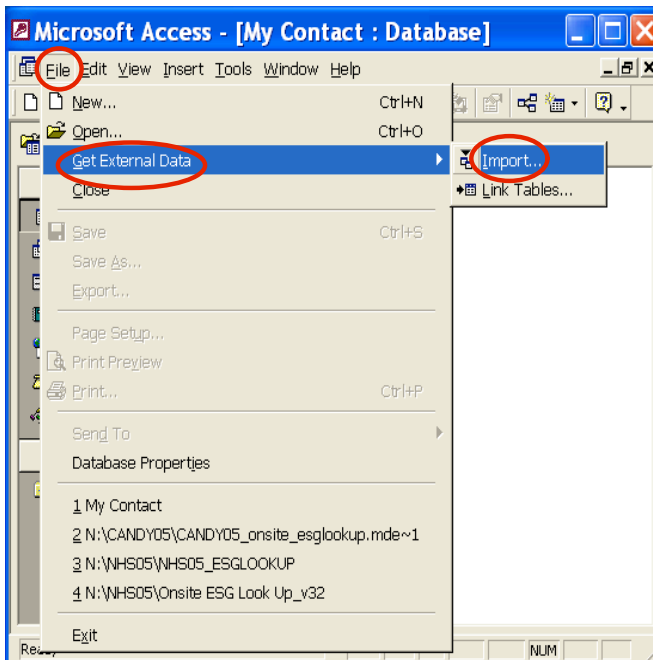 Microsoft Access - [My Contact : Database]
File Edit View Insert Tools Window Help
New... Ctrl+N
Open... Ctrl+O
Get External Data Import...
Close Link Tables...
Save Ctrl+S
Save As...
Export...
Page Setup...
Print Preview
Print... Ctrl+P
Send To
Database Properties
1 My Contact
2 N:\CANDY05\CANDY05_onsite_esglookup.mde~1
3 N:\NHS05\NHS05_ESGLOOKUP
4 N:\NHS05\Onsite ESG Look Up_v32
Exit
NUM